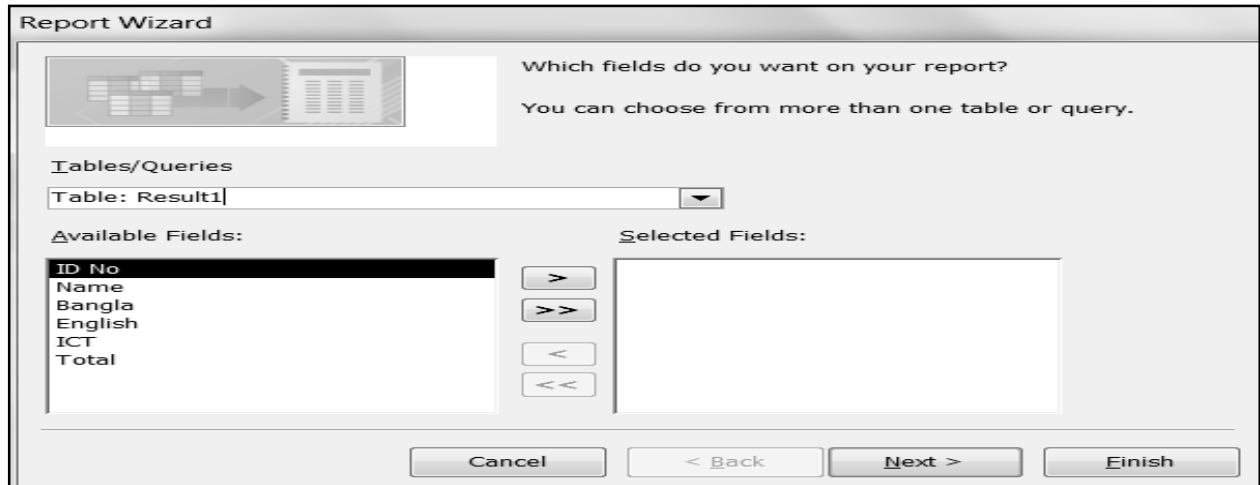 Report Wizard
Which fields do you want on your report?
You can choose from more than one table or query.
Tables/Queries
Table: Result1
Available Fields:
Selected Fields:
ID No
Name
Bangla
English
ICT
Total
>
>>
<
<<
Cancel
< Back
Next >
Finish